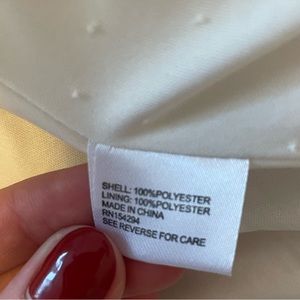 SHELL: 100%POLYESTER
LINING: 100%POLYESTER
MADE IN CHINA
RN154294
SEE REVERSE FOR CARE